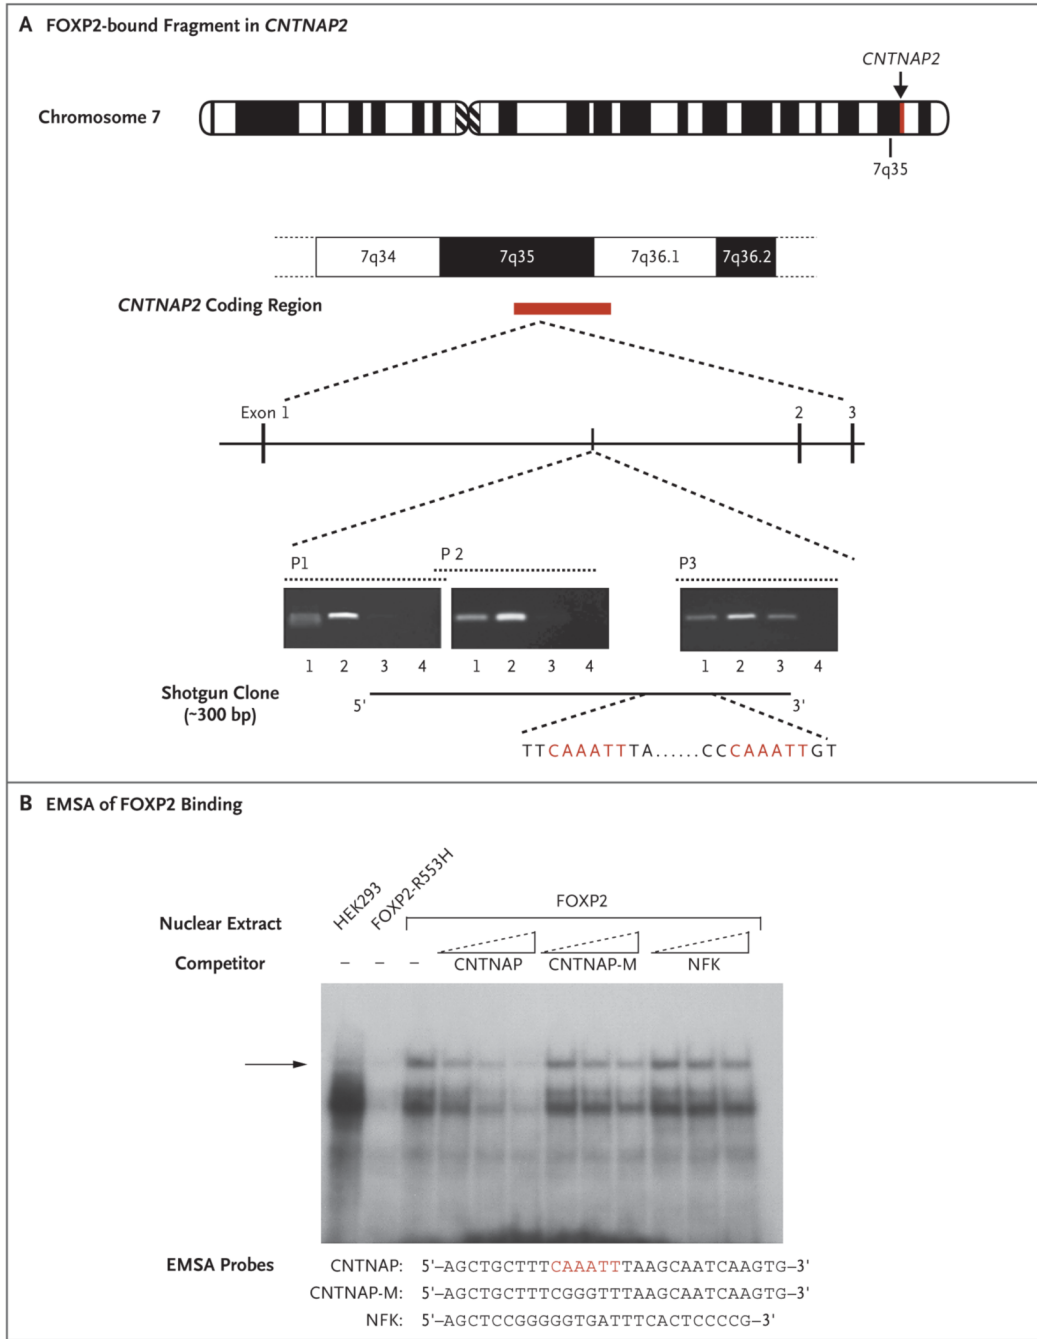 A FOXP2-bound Fragment in CNTNAP2
CNTNAP2
Chromosome 7
7q35
7q34 7q35 7q36.1 7q36.2
CNTNAP2 Coding Region
Exon 1 2 3
P1 P 2 P3
1 2 3 4 1 2 3 4 1 2 3 4
Shotgun Clone
(~300 bp)
5' 3'
TTCAAATTTA......CCCAAATTGT
B EMSA of FOXP2 Binding
HEK293
FOXP2-R553H
FOXP2
Nuclear Extract
Competitor – – – CNTNAP CNTNAP-M NFK
EMSA Probes CNTNAP: 5'–AGCTGCTTTCAAATTTAAGCAATCAAGTG–3'
CNTNAP-M: 5'–AGCTGCTTTCGGGTTTAAGCAATCAAGTG–3'
NFK: 5'–AGCTCCGGGGGTGATTTCACTCCCCG–3'